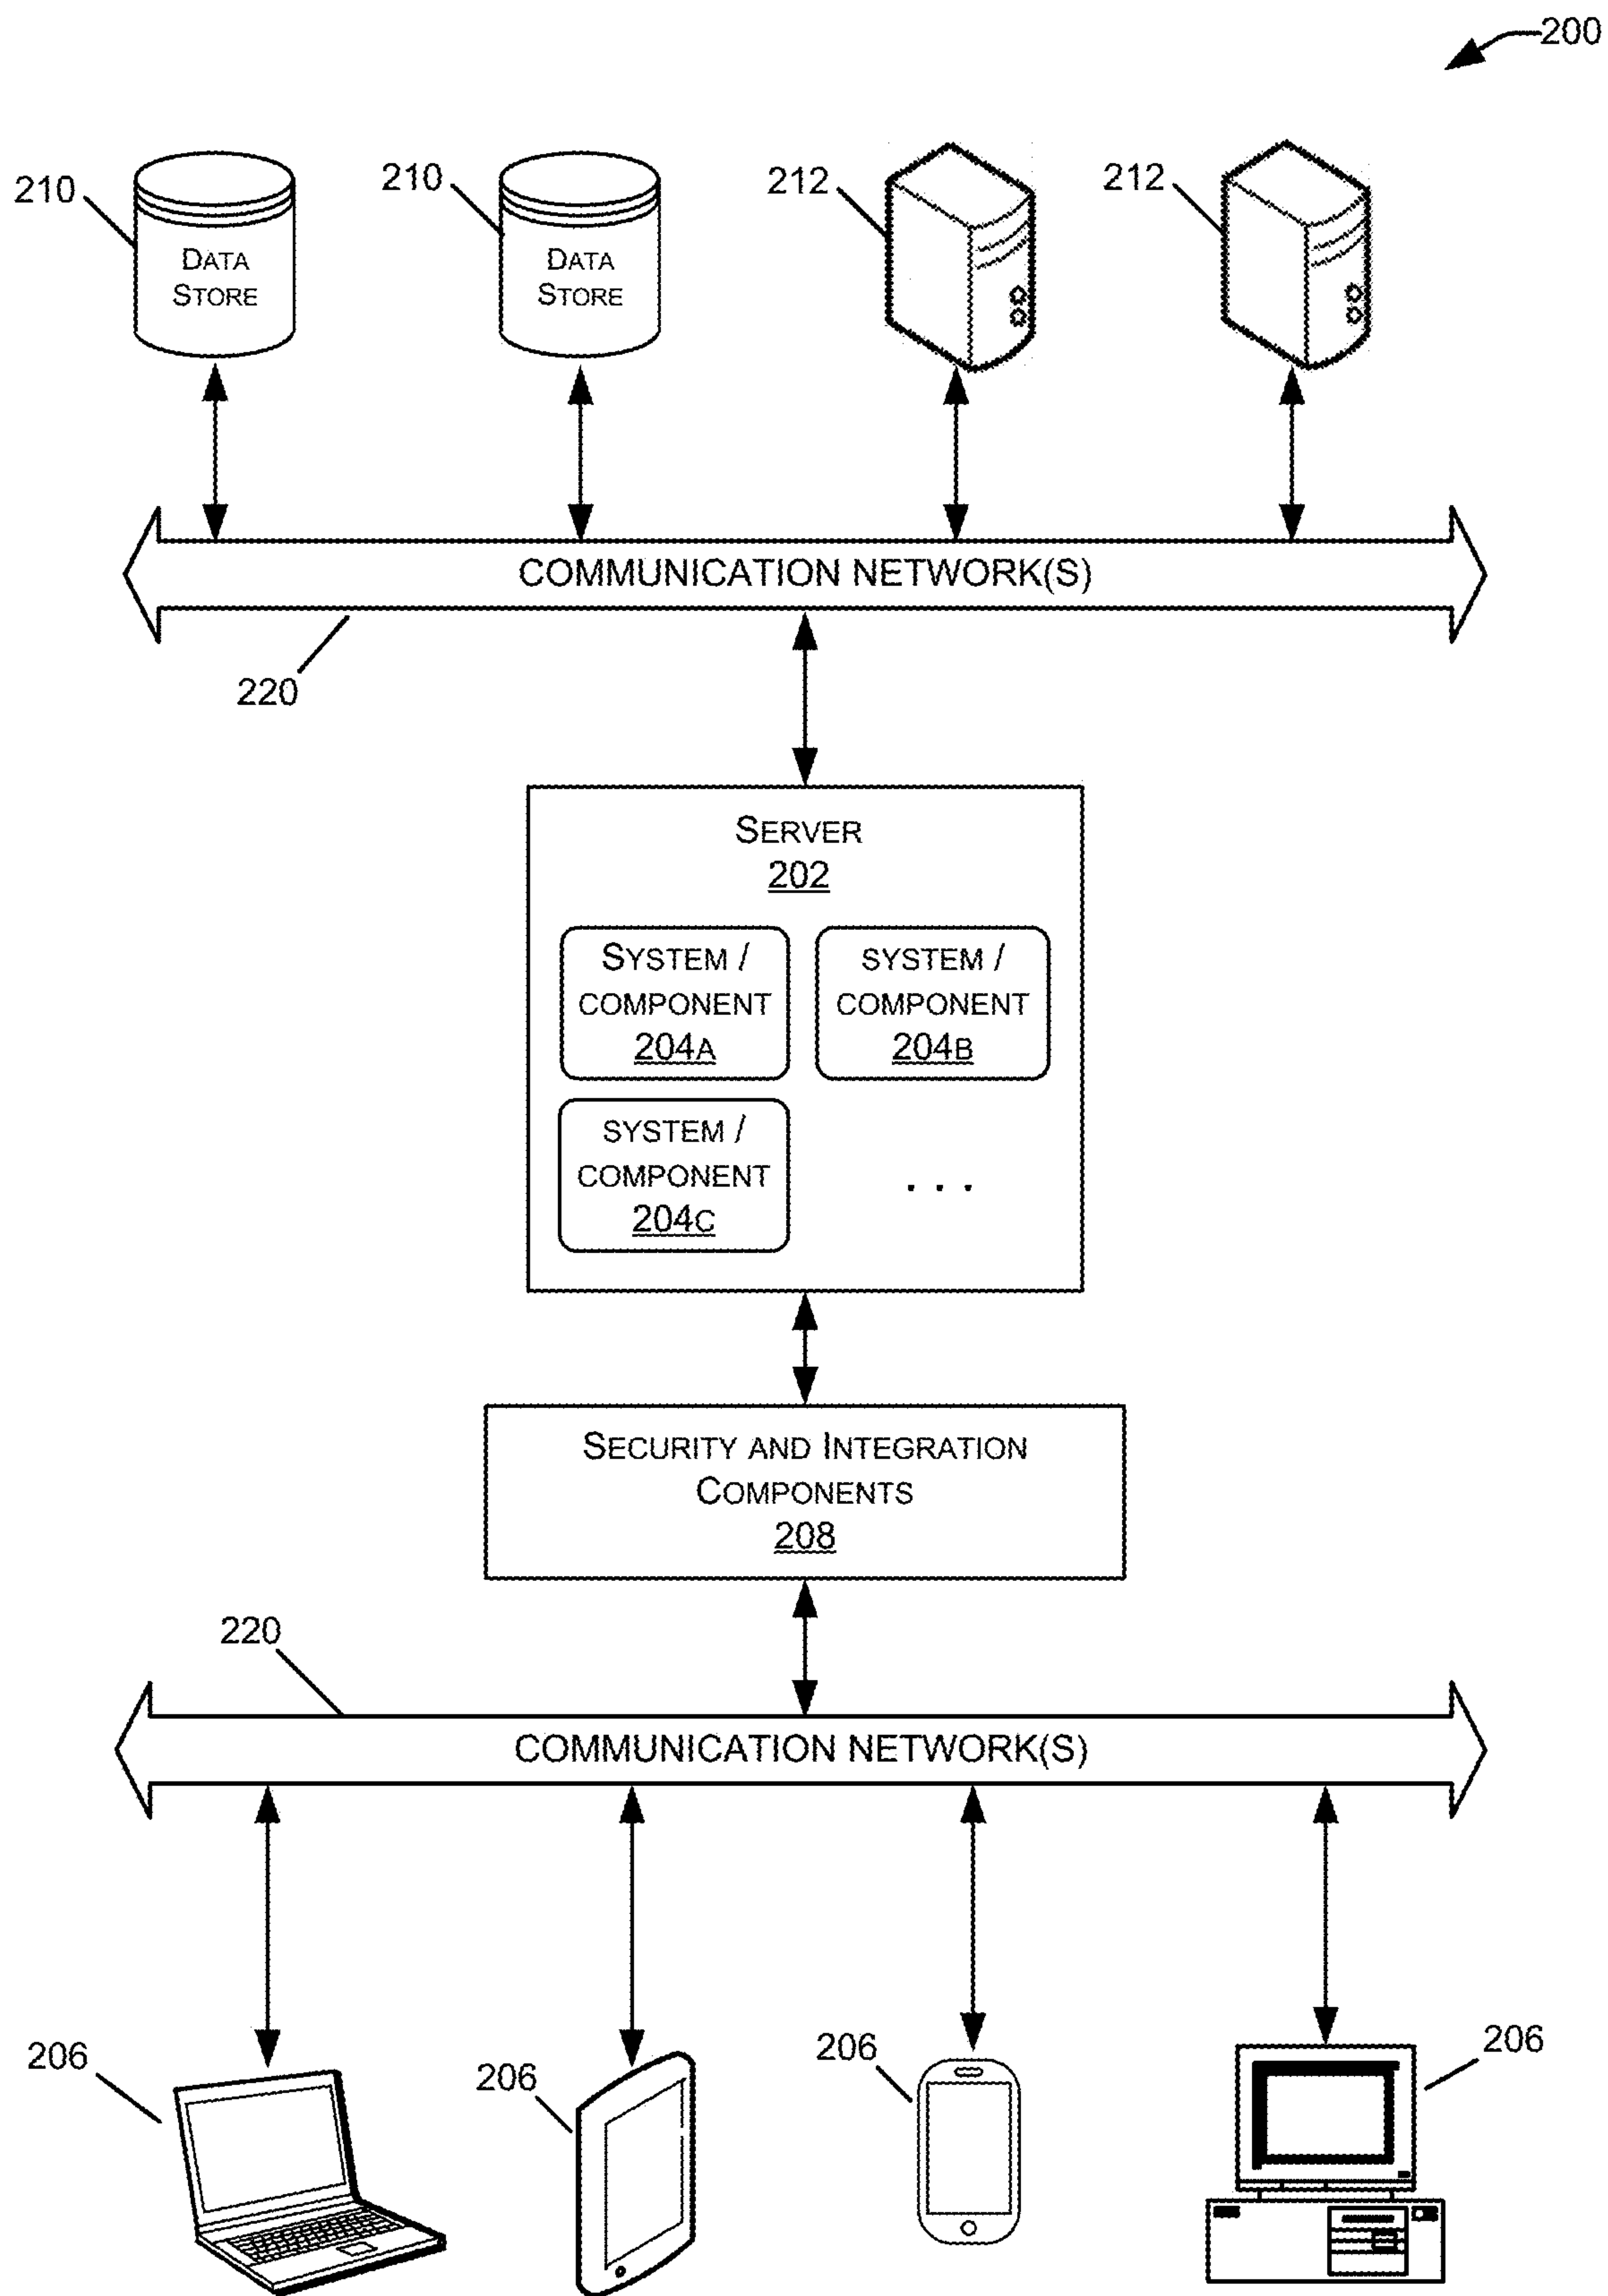 200
210
210
212
212
DATA
STORE
DATA
STORE
COMMUNICATION NETWORK(S)
220
SERVER
202
SYSTEM /
COMPONENT
204A
SYSTEM /
COMPONENT
204B
SYSTEM /
COMPONENT
204C
. . .
SECURITY AND INTEGRATION
COMPONENTS
208
220
COMMUNICATION NETWORK(S)
206
206
206
206